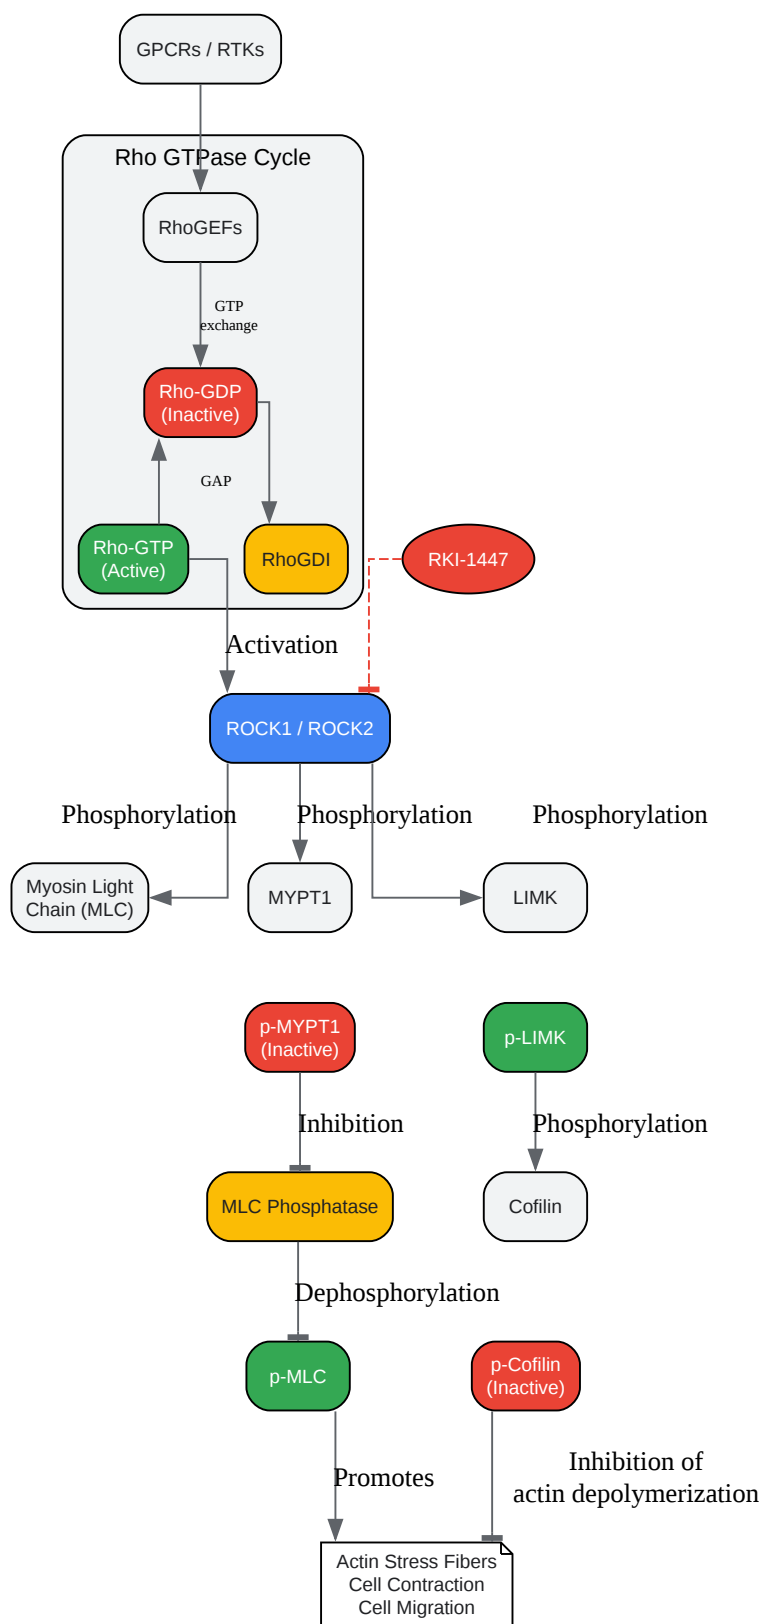 GPCRs / RTKs
Rho GTPase Cycle
RhoGEFs
GTP
exchange
Rho-GDP
(Inactive)
GAP
Rho-GTP
(Active)
RhoGDI
RKI-1447
Activation
ROCK1 / ROCK2
Phosphorylation
Phosphorylation
Phosphorylation
Myosin Light
Chain (MLC)
MYPT1
LIMK
p-MYPT1
(Inactive)
p-LIMK
Inhibition
Phosphorylation
MLC Phosphatase
Cofilin
Dephosphorylation
p-MLC
p-Cofilin
(Inactive)
Promotes
Inhibition of
actin depolymerization
Actin Stress Fibers
Cell Contraction
Cell Migration